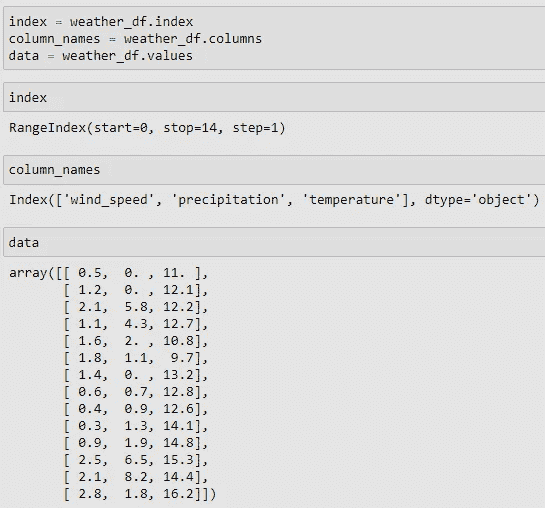 index = weather_df.index
column_names = weather_df.columns
data = weather_df.values
index
RangeIndex(start=0, stop=14, step=1)
column_names
Index(['wind_speed', 'precipitation', 'temperature'], dtype='object')
data
array([[ 0.5,  0. , 11. ],
       [ 1.2,  0. , 12.1],
       [ 2.1,  5.8, 12.2],
       [ 1.1,  4.3, 12.7],
       [ 1.6,  2. , 10.8],
       [ 1.8,  1.1,  9.7],
       [ 1.4,  0. , 13.2],
       [ 0.6,  0.7, 12.8],
       [ 0.4,  0.9, 12.6],
       [ 0.3,  1.3, 14.1],
       [ 0.9,  1.9, 14.8],
       [ 2.5,  6.5, 15.3],
       [ 2.1,  8.2, 14.4],
       [ 2.8,  1.8, 16.2]])